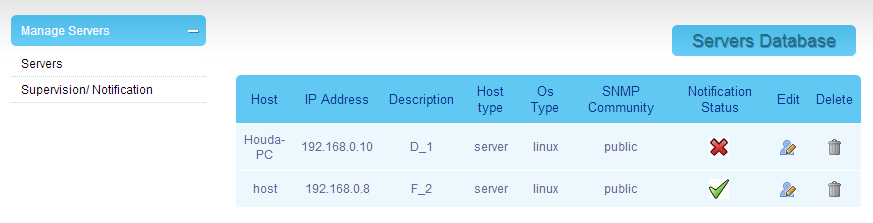 Manage Servers
Servers
Supervision/ Notification
Servers Database
Host IP Address Description Host type Os Type SNMP Community Notification Status Edit Delete
Houda-PC 192.168.0.10 D_1 server linux public
host 192.168.0.8 F_2 server linux public